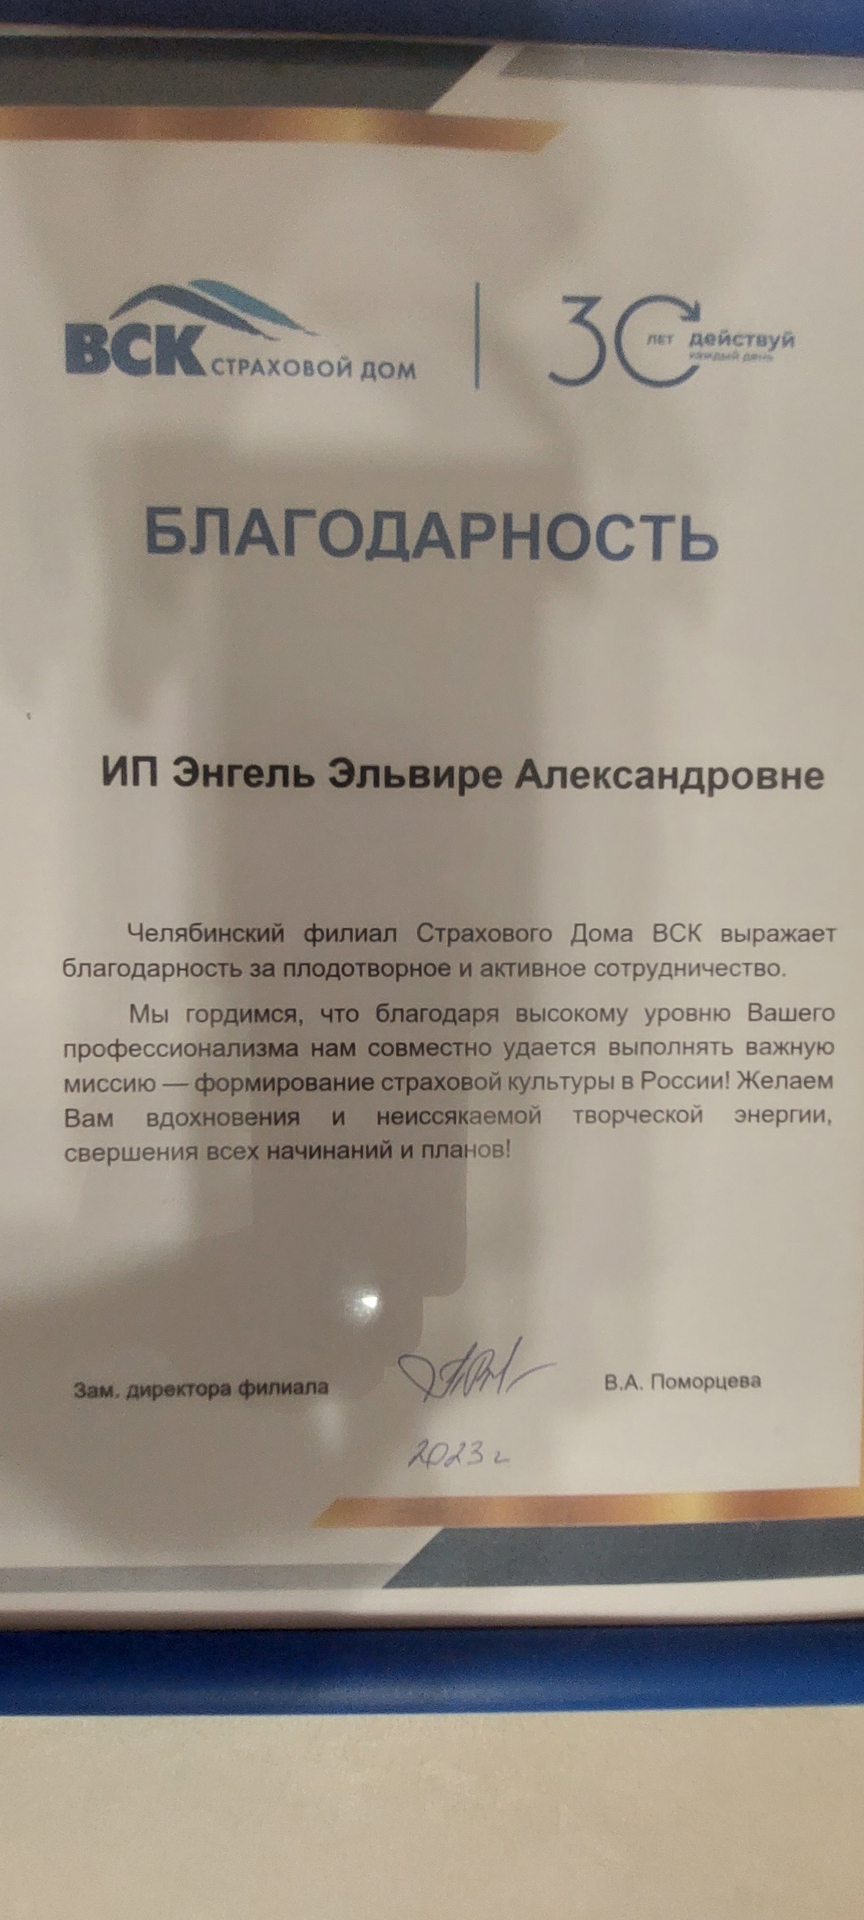 ВСК СТРАХОВОЙ ДОМ
30 ЛЕТ действуй
каждый день
БЛАГОДАРНОСТЬ
ИП Энгель Эльвире Александровне
Челябинский филиал Страхового Дома ВСК выражает
благодарность за плодотворное и активное сотрудничество.
Мы гордимся, что благодаря высокому уровню Вашего
профессионализма нам совместно удается выполнять важную
миссию — формирование страховой культуры в России! Желаем
Вам вдохновения и неиссякаемой творческой энергии,
свершения всех начинаний и планов!
Зам. директора филиала В.А. Поморцева
2023 г